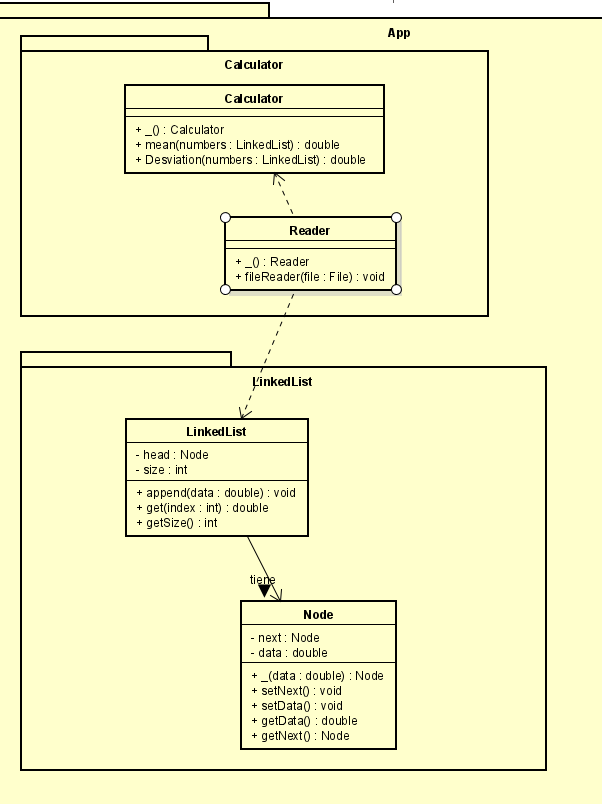 App
Calculator
Calculator
+ _() : Calculator
+ mean(numbers : LinkedList) : double
+ Desviation(numbers : LinkedList) : double
Reader
+ _() : Reader
+ fileReader(file : File) : void
LinkedList
LinkedList
- head : Node
- size : int
+ append(data : double) : void
+ get(index : int) : double
+ getSize() : int
tiene
Node
- next : Node
- data : double
+ _(data : double) : Node
+ setNext() : void
+ setData() : void
+ getData() : double
+ getNext() : Node